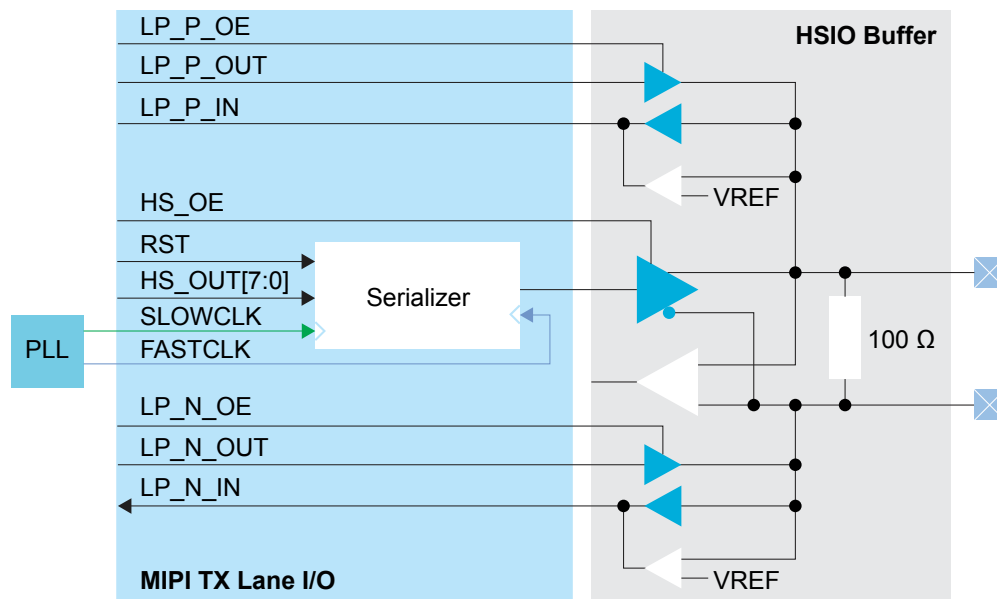 LP_P_OE
HSIO Buffer
LP_P_OUT
LP_P_IN
VREF
HS_OE
RST
HS_OUT[7:0]
Serializer
SLOWCLK
PLL
FASTCLK
100 Ω
LP_N_OE
LP_N_OUT
LP_N_IN
MIPI TX Lane I/O
VREF